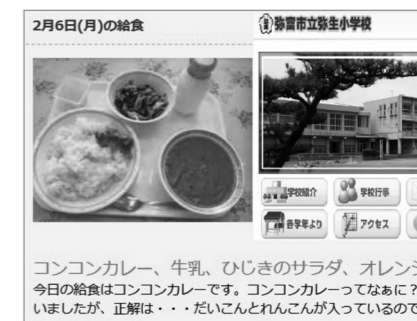 2月6日(月)の給食
弥富市立弥生小学校
学校紹介
学校行事
各学年より
アクセス
コンコンカレー、牛乳、ひじきのサラダ、オレンジ
今日の給食はコンコンカレーです。コンコンカレーってなあに？
いましたが、正解は・・・だいこんとれんこんが入っているので